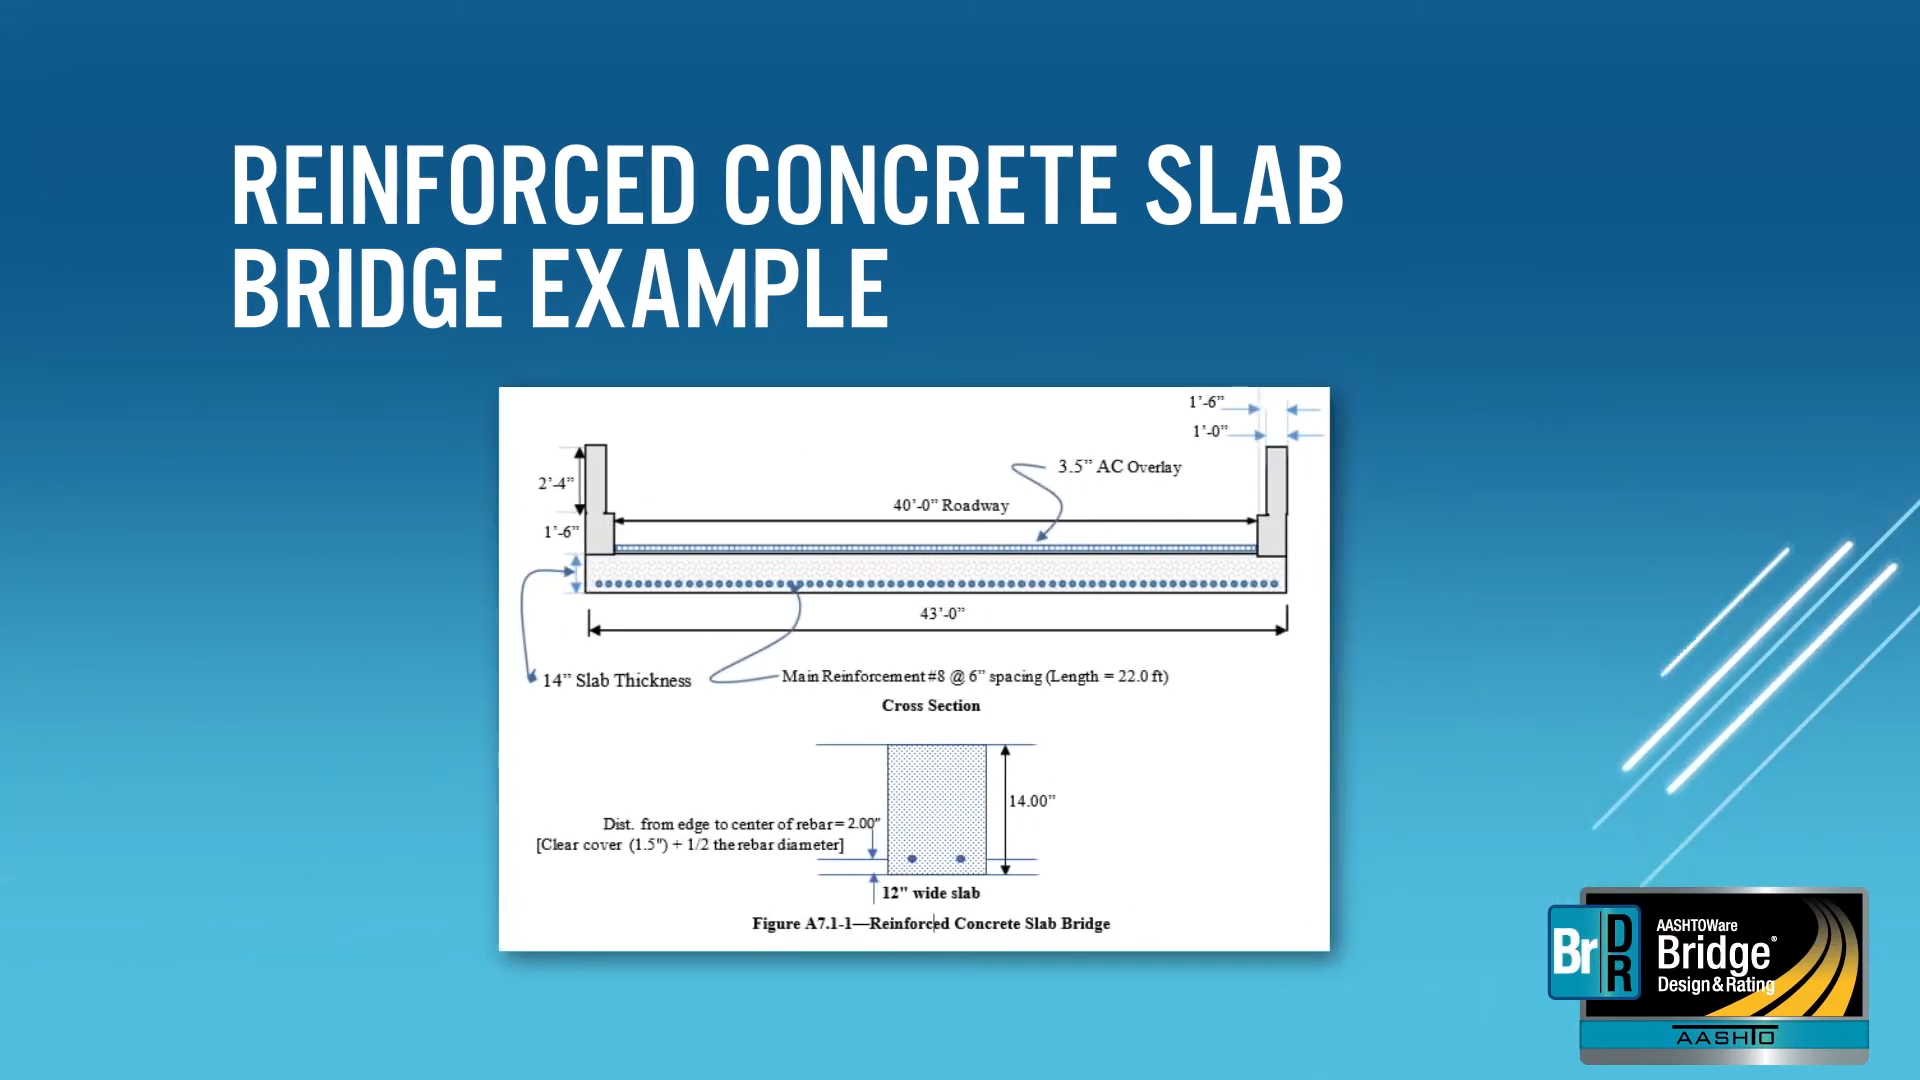 REINFORCED CONCRETE SLAB
BRIDGE EXAMPLE
1’-6”
1’-0”
3.5” AC Overlay
2’-4”
40’-0” Roadway
1’-6”
43’-0”
14” Slab Thickness
Main Reinforcement #8 @ 6” spacing (Length = 22.0 ft)
Cross Section
14.00”
Dist. from edge to center of rebar = 2.00”
[Clear cover (1.5") + 1/2 the rebar diameter]
12" wide slab
Figure A7.1-1—Reinforced Concrete Slab Bridge
Br DR
AASHTOWare
Bridge®
Design & Rating
AASHTO